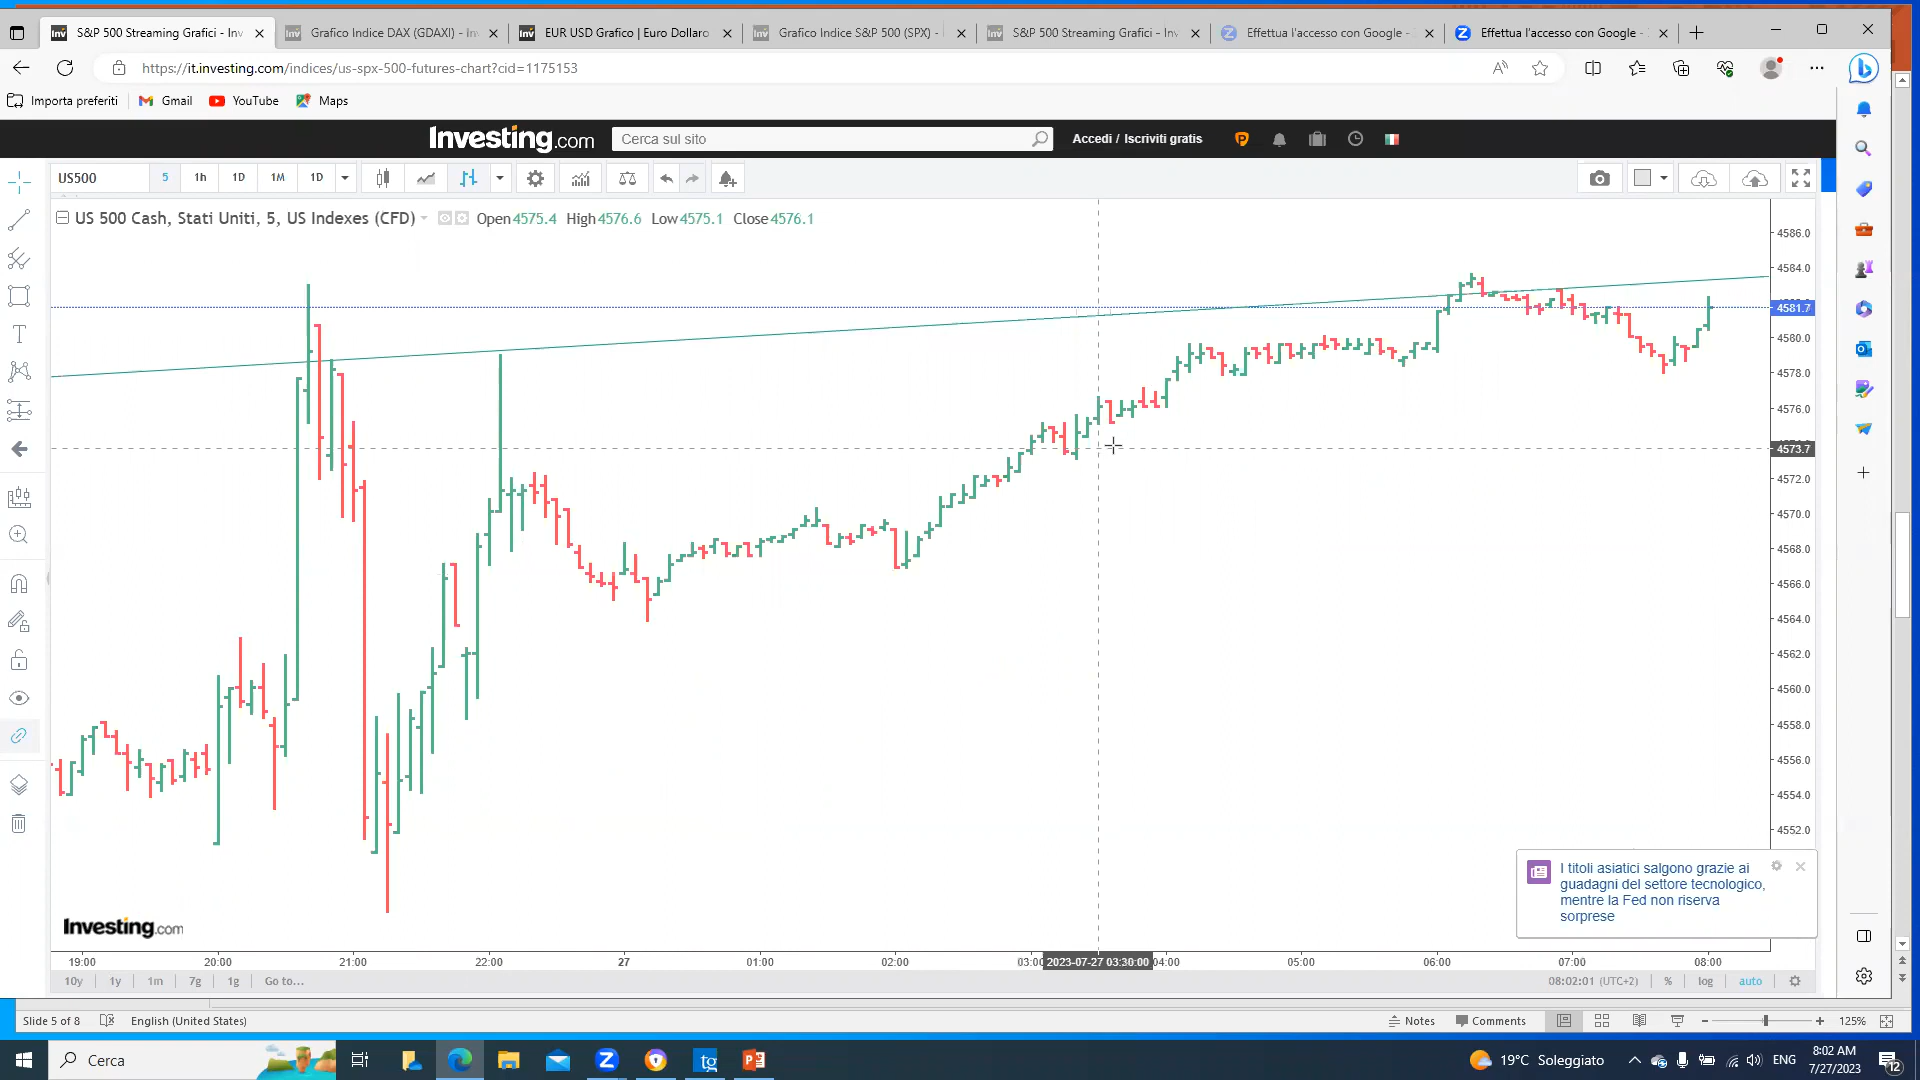 S&P 500 Streaming Grafici - Inv
Grafico Indice DAX (GDAXI) - Inv
EUR USD Grafico | Euro Dollaro
Grafico Indice S&P 500 (SPX) -
S&P 500 Streaming Grafici - Inv
Effettua l'accesso con Google -
Effettua l'accesso con Google -
https://it.investing.com/indices/us-spx-500-futures-chart?cid=1175153
Importa preferiti
Gmail
YouTube
Maps
Investing.com
Cerca sul sito
Accedi / Iscriviti gratis
US500
5
1h
1D
1M
1D
US 500 Cash, Stati Uniti, 5, US Indexes (CFD)
Open 4575.4 High 4576.6 Low 4575.1 Close 4576.1
4586.0
4584.0
4581.7
4580.0
4578.0
4576.0
4573.7
4572.0
4570.0
4568.0
4566.0
4564.0
4562.0
4560.0
4558.0
4556.0
4554.0
4552.0
I titoli asiatici salgono grazie ai
guadagni del settore tecnologico,
mentre la Fed non riserva
sorprese
Investing.com
19:00
20:00
21:00
22:00
27
01:00
02:00
03:00
2023-07-27 03:30:00
04:00
05:00
06:00
07:00
08:00
10y
1y
1m
7g
1g
Go to...
08:02:01 (UTC+2)
%
log
auto
Slide 5 of 8
English (United States)
Notes
Comments
125%
Cerca
19°C Soleggiato
ENG
8:02 AM
7/27/2023
12